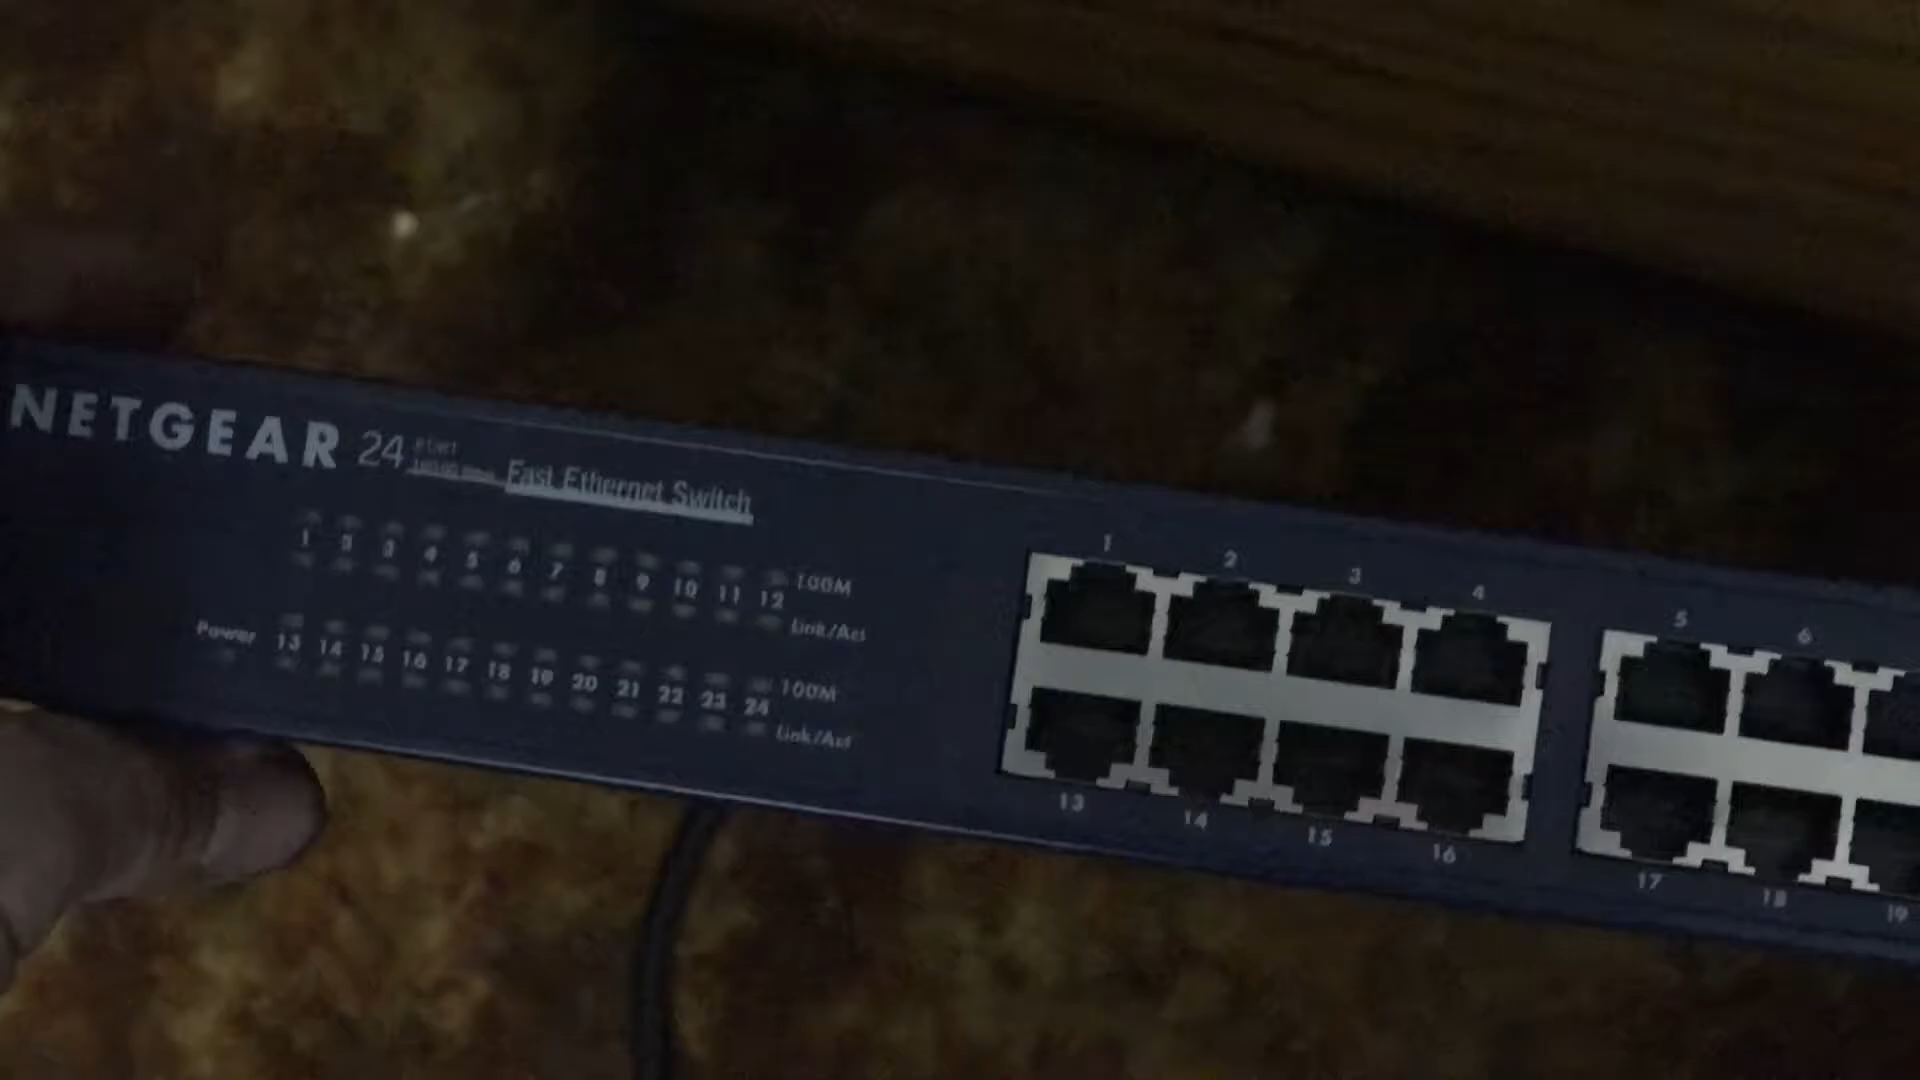 NETGEAR 24 PORT Fast Ethernet Switch
1 2 3 4 5 6 7 8 9 10 11 12 100M
Link/Act
Power 13 14 15 16 17 18 19 20 21 22 23 24 100M
Link/Act
1 2 3 4 5 6
13 14 15 16 17 18 19